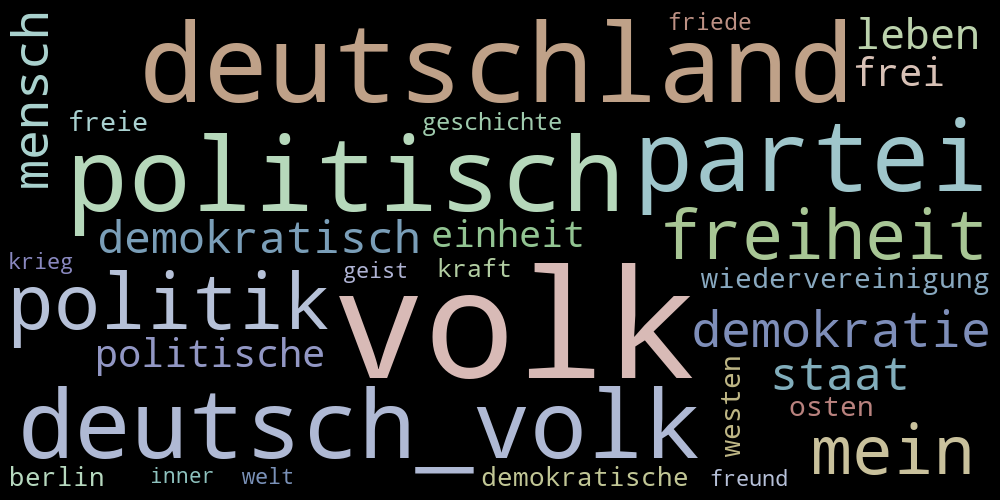 mensch
deutschland
friede
leben
frei
freie
geschichte
politisch
partei
demokratisch
einheit
freiheit
krieg
geist
kraft
wiedervereinigung
politik
volk
demokratie
politische
westen
staat
osten
deutsch_volk
mein
berlin
inner
welt
demokratische
freund